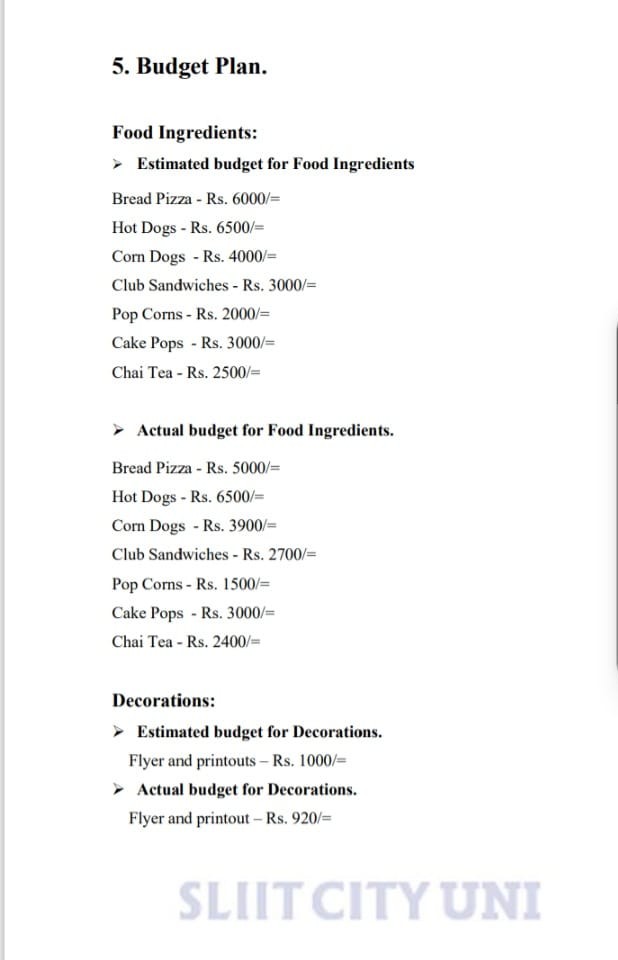 5. Budget Plan.
Food Ingredients:
➢ Estimated budget for Food Ingredients
Bread Pizza - Rs. 6000/=
Hot Dogs - Rs. 6500/=
Corn Dogs - Rs. 4000/=
Club Sandwiches - Rs. 3000/=
Pop Corns - Rs. 2000/=
Cake Pops - Rs. 3000/=
Chai Tea - Rs. 2500/=
➢ Actual budget for Food Ingredients.
Bread Pizza - Rs. 5000/=
Hot Dogs - Rs. 6500/=
Corn Dogs - Rs. 3900/=
Club Sandwiches - Rs. 2700/=
Pop Corns - Rs. 1500/=
Cake Pops - Rs. 3000/=
Chai Tea - Rs. 2400/=
Decorations:
➢ Estimated budget for Decorations.
Flyer and printouts – Rs. 1000/=
➢ Actual budget for Decorations.
Flyer and printout – Rs. 920/=
SLIIT CITY UNI